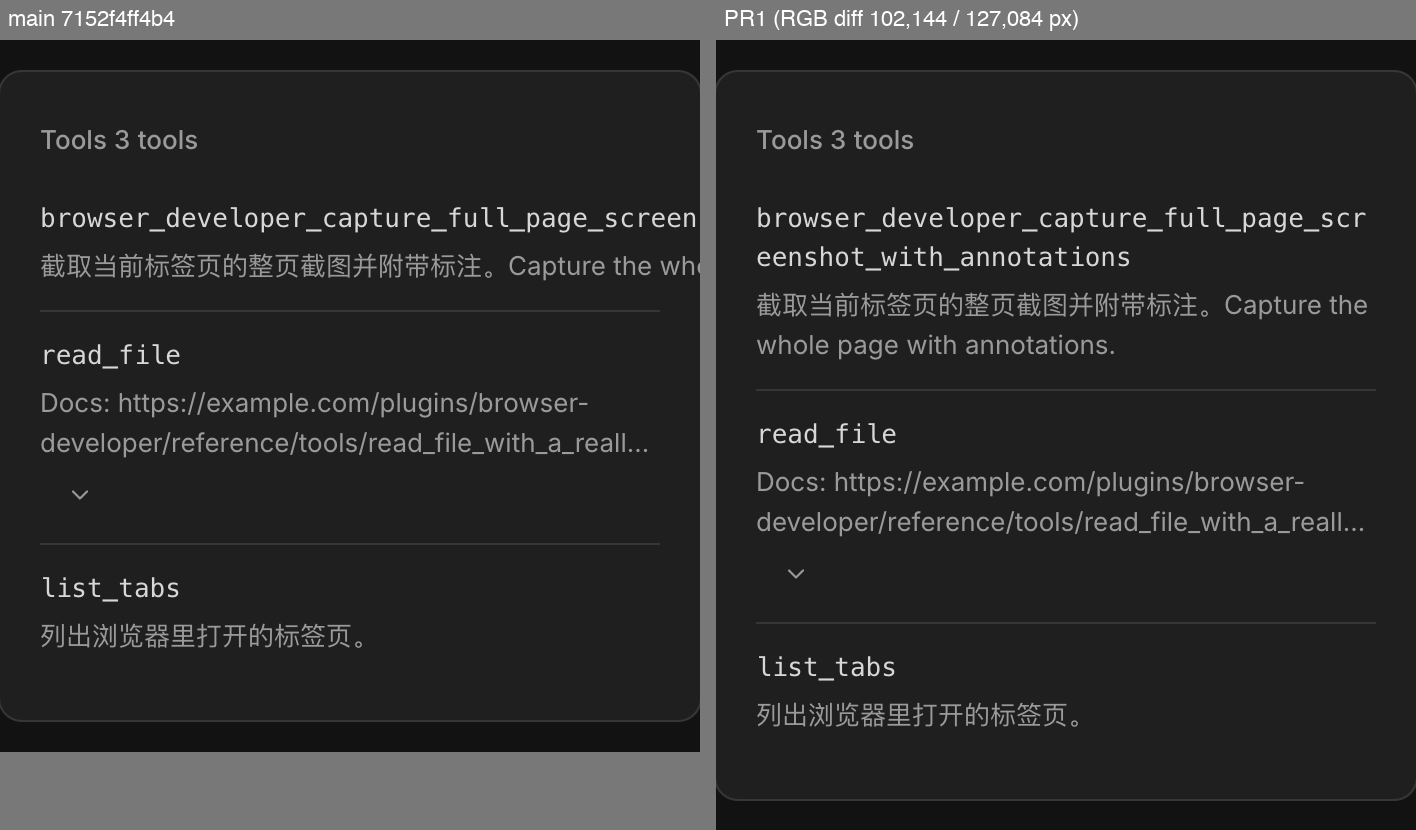 main 7152f4ff4b4
Tools 3 tools
browser_developer_capture_full_page_screen
截取当前标签页的整页截图并附带标注。Capture the who
read_file
Docs: https://example.com/plugins/browser-
developer/reference/tools/read_file_with_a_reall...
list_tabs
列出浏览器里打开的标签页。
PR1 (RGB diff 102,144 / 127,084 px)
Tools 3 tools
browser_developer_capture_full_page_scr
eenshot_with_annotations
截取当前标签页的整页截图并附带标注。Capture the
whole page with annotations.
read_file
Docs: https://example.com/plugins/browser-
developer/reference/tools/read_file_with_a_reall...
list_tabs
列出浏览器里打开的标签页。